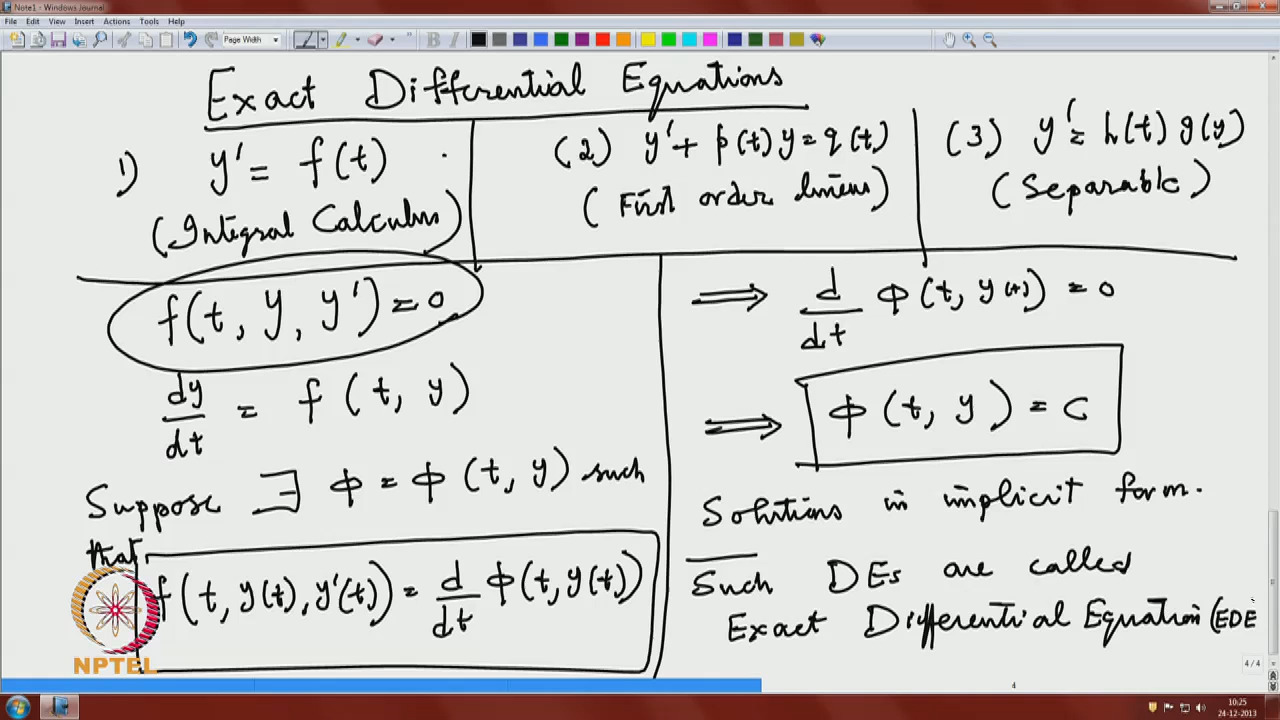 Note1 - Windows Journal
File Edit View Insert Actions Tools Help
Page Width
Exact Differential Equations
1) y' = f(t)
(Integral Calculus)
(2) y' + p(t) y = q(t)
(First order linear)
(3) y' = h(t) g(y)
(Separable)
f(t, y, y') = 0
dy/dt = f(t, y)
Suppose ∃ φ = φ(t, y) such
that
f(t, y(t), y'(t)) = d/dt φ(t, y(t))
⟹ d/dt φ(t, y(t)) = 0
⟹ φ(t, y) = C
Solutions in implicit form.
Such DEs are called
Exact Differential Equation (EDE
NPTEL
4 / 4
4
10:25
24-12-2013